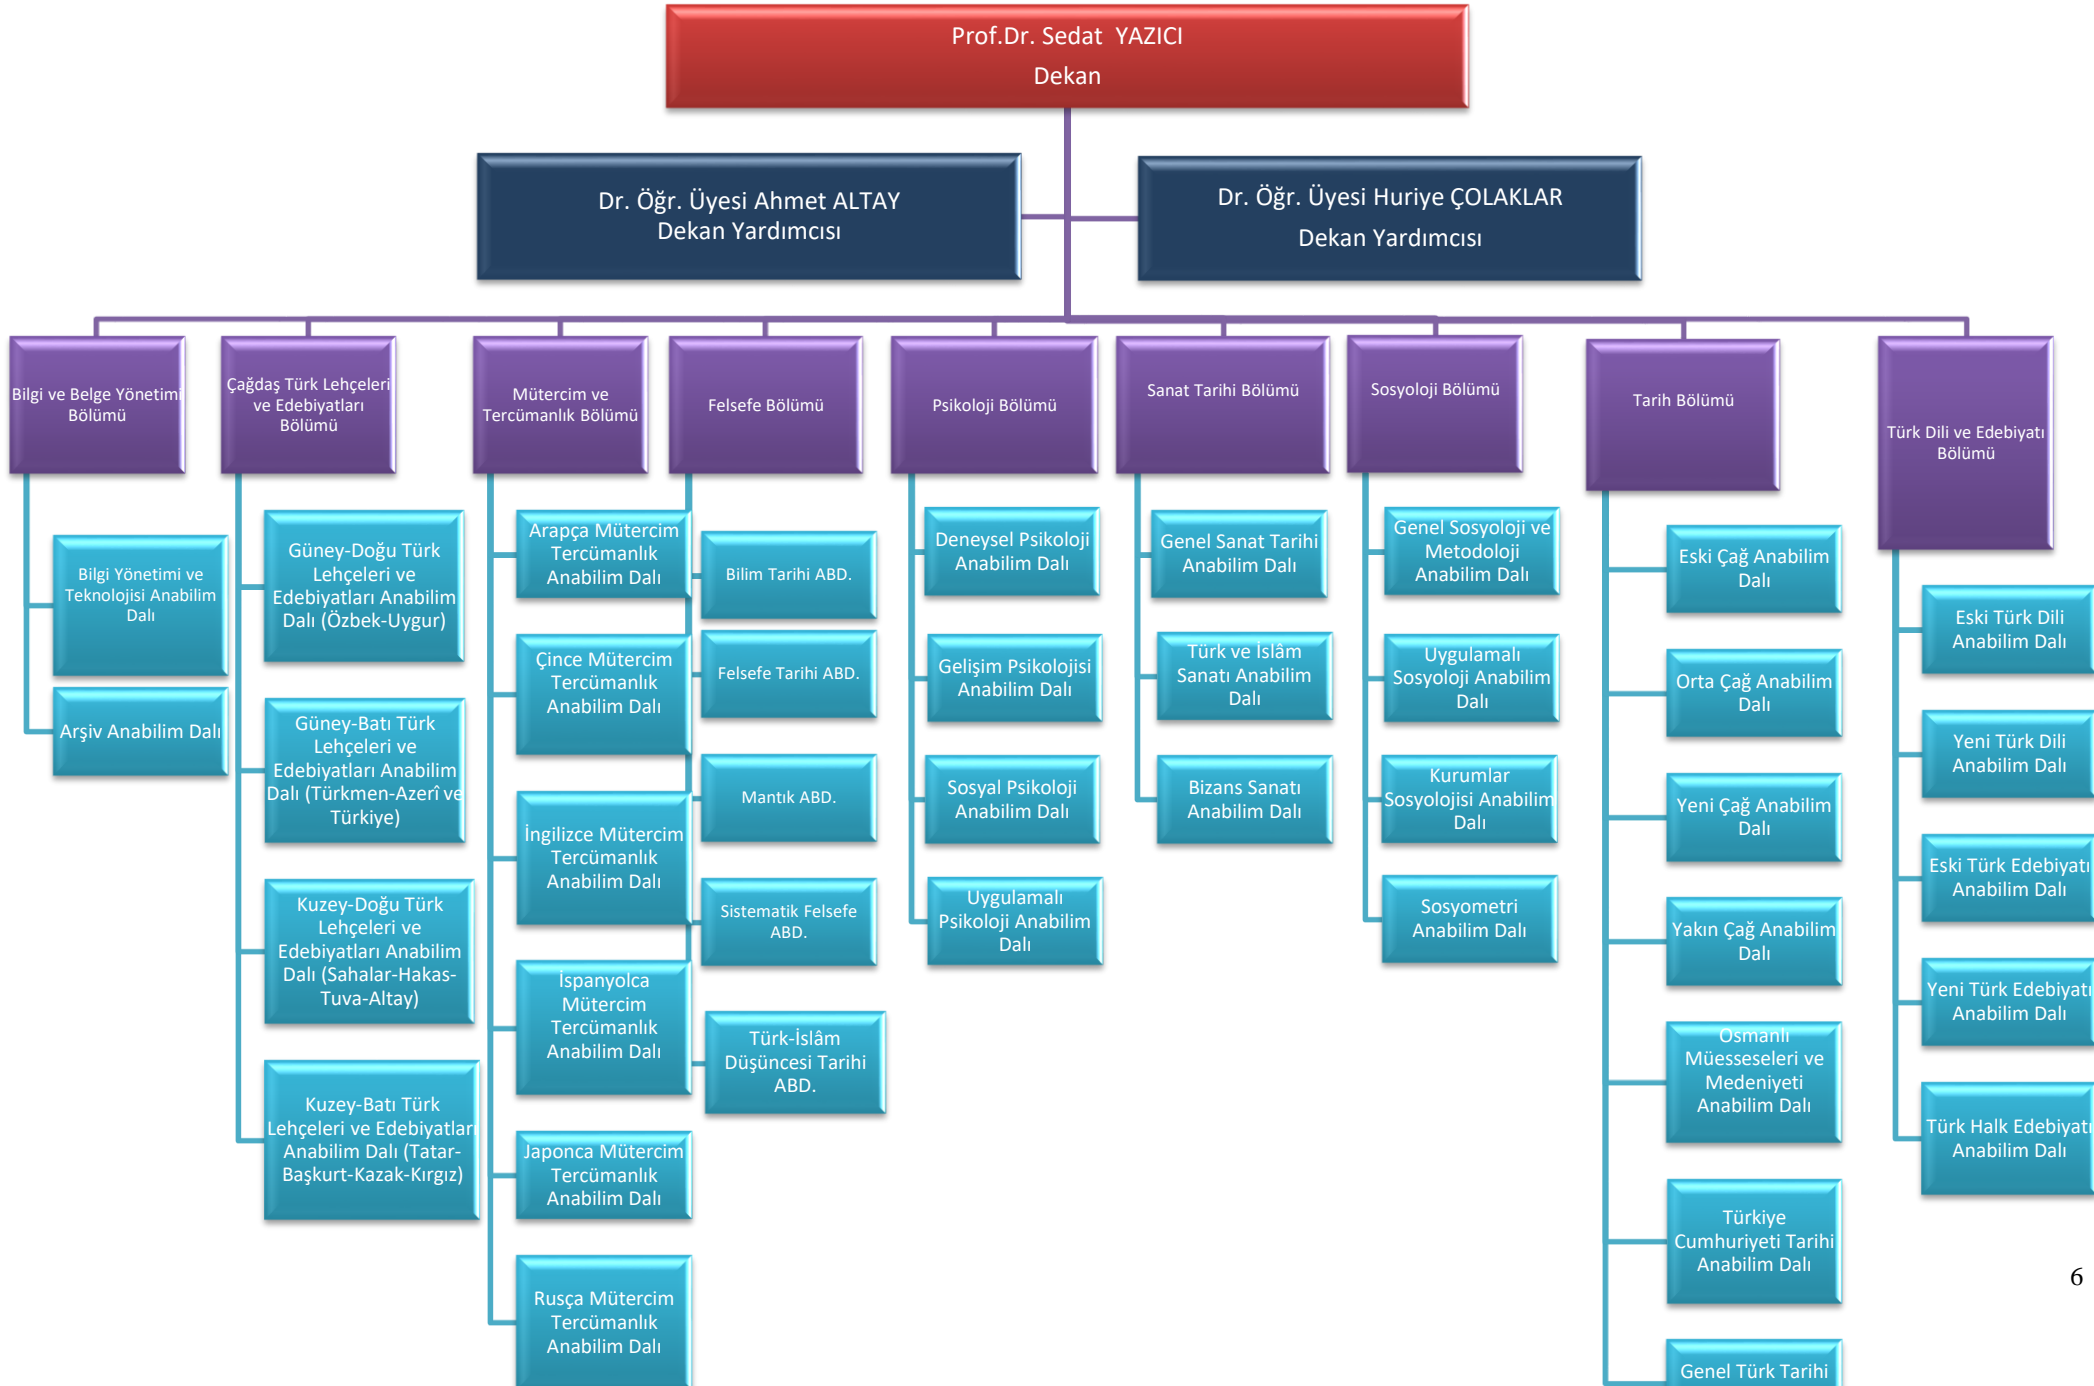 Prof.Dr. Sedat YAZICI
Dekan
Dr. Öğr. Üyesi Ahmet ALTAY
Dekan Yardımcısı
Dr. Öğr. Üyesi Huriye ÇOLAKLAR
Dekan Yardımcısı
Bilgi ve Belge Yönetimi
Bölümü
Bilgi Yönetimi ve
Teknolojisi Anabilim
Dalı
Arşiv Anabilim Dalı
Çağdaş Türk Lehçeleri
ve Edebiyatları
Bölümü
Güney-Doğu Türk
Lehçeleri ve
Edebiyatları Anabilim
Dalı (Özbek-Uygur)
Güney-Batı Türk
Lehçeleri ve
Edebiyatları Anabilim
Dalı (Türkmen-Azerî ve
Türkiye)
Kuzey-Doğu Türk
Lehçeleri ve
Edebiyatları Anabilim
Dalı (Sahalar-Hakas-
Tuva-Altay)
Kuzey-Batı Türk
Lehçeleri ve Edebiyatları
Anabilim Dalı (Tatar-
Başkurt-Kazak-Kırgız)
Mütercim ve
Tercümanlık Bölümü
Arapça Mütercim
Tercümanlık
Anabilim Dalı
Çince Mütercim
Tercümanlık
Anabilim Dalı
İngilizce Mütercim
Tercümanlık
Anabilim Dalı
İspanyolca
Mütercim
Tercümanlık
Anabilim Dalı
Japonca Mütercim
Tercümanlık
Anabilim Dalı
Rusça Mütercim
Tercümanlık
Anabilim Dalı
Felsefe Bölümü
Bilim Tarihi ABD.
Felsefe Tarihi ABD.
Mantık ABD.
Sistematik Felsefe
ABD.
Türk-İslâm
Düşüncesi Tarihi
ABD.
Psikoloji Bölümü
Deneysel Psikoloji
Anabilim Dalı
Gelişim Psikolojisi
Anabilim Dalı
Sosyal Psikoloji
Anabilim Dalı
Uygulamalı
Psikoloji Anabilim
Dalı
Sanat Tarihi Bölümü
Genel Sanat Tarihi
Anabilim Dalı
Türk ve İslâm
Sanatı Anabilim
Dalı
Bizans Sanatı
Anabilim Dalı
Sosyoloji Bölümü
Genel Sosyoloji ve
Metodoloji
Anabilim Dalı
Uygulamalı
Sosyoloji Anabilim
Dalı
Kurumlar
Sosyolojisi Anabilim
Dalı
Sosyometri
Anabilim Dalı
Tarih Bölümü
Eski Çağ Anabilim
Dalı
Orta Çağ Anabilim
Dalı
Yeni Çağ Anabilim
Dalı
Yakın Çağ Anabilim
Dalı
Osmanlı
Müesseseleri ve
Medeniyeti
Anabilim Dalı
Türkiye
Cumhuriyeti Tarihi
Anabilim Dalı
Genel Türk Tarihi
Türk Dili ve Edebiyatı
Bölümü
Eski Türk Dili
Anabilim Dalı
Yeni Türk Dili
Anabilim Dalı
Eski Türk Edebiyatı
Anabilim Dalı
Yeni Türk Edebiyatı
Anabilim Dalı
Türk Halk Edebiyatı
Anabilim Dalı
6